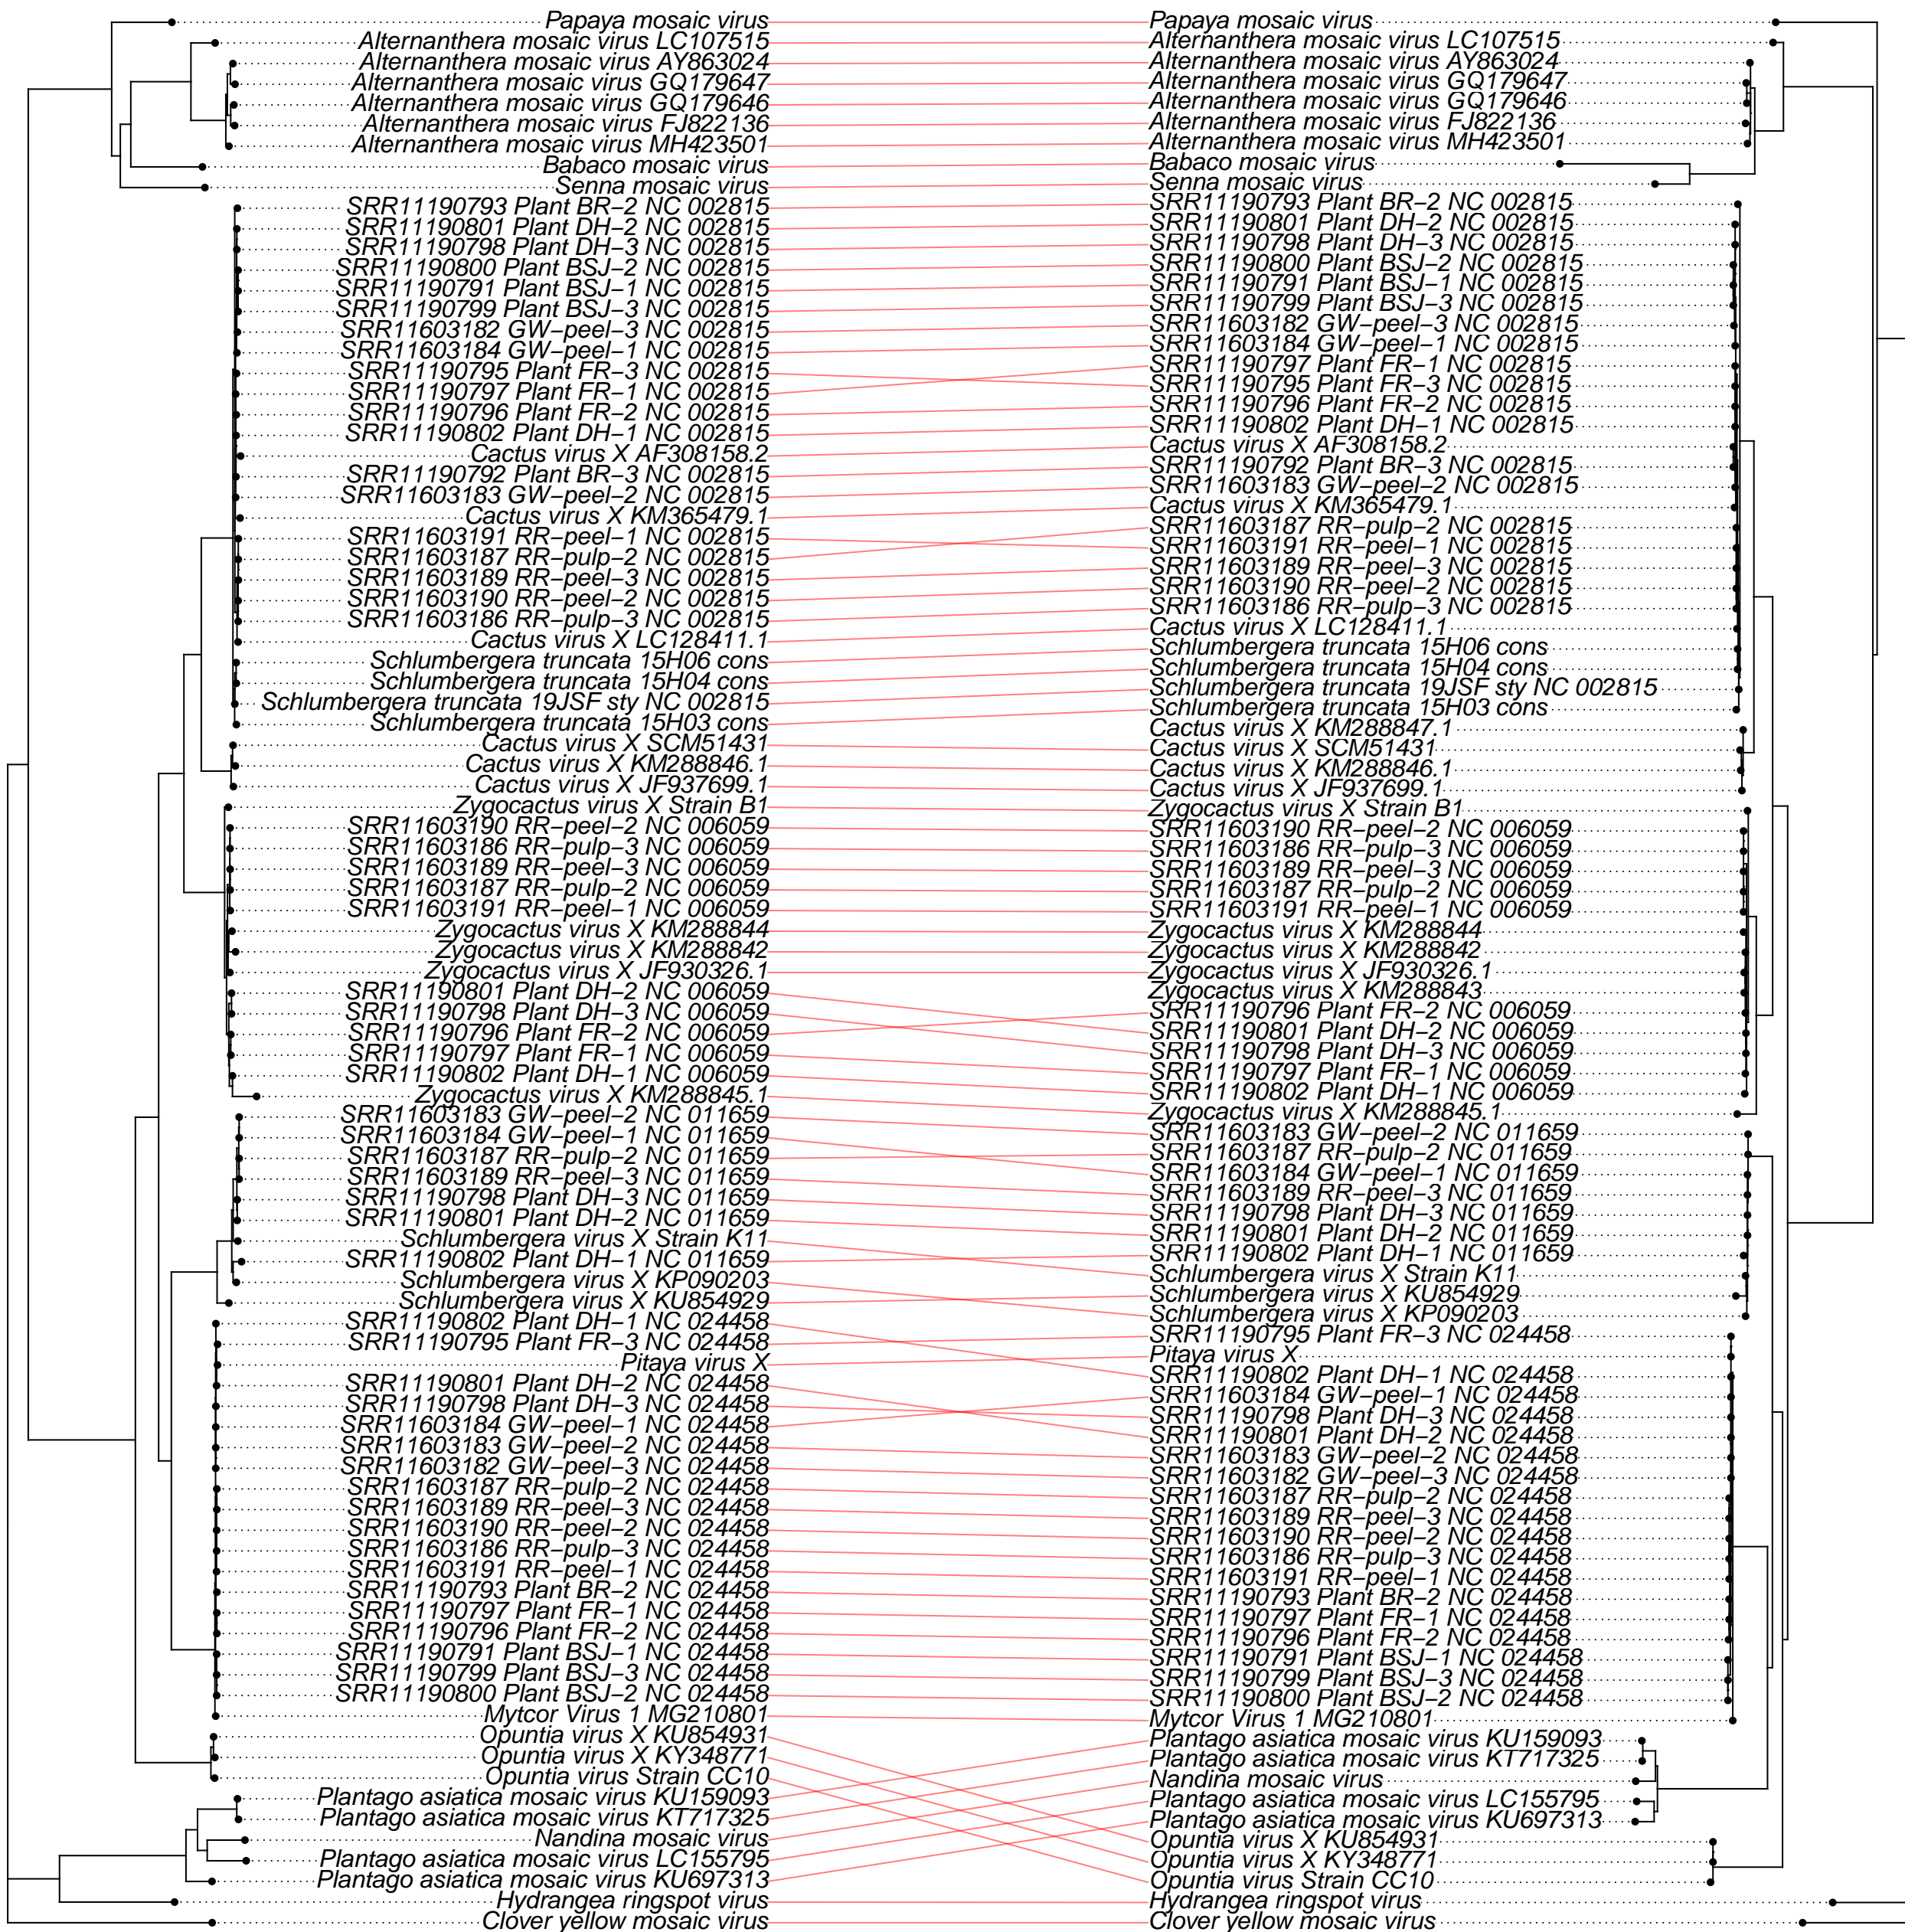 Papaya mosaic virus
Alternanthera mosaic virus LC107515
Alternanthera mosaic virus AY863024
Alternanthera mosaic virus GQ179647
Alternanthera mosaic virus GQ179646
Alternanthera mosaic virus FJ822136
Alternanthera mosaic virus MH423501
Babaco mosaic virus
Senna mosaic virus
SRR11190793 Plant BR−2 NC 002815
SRR11190801 Plant DH−2 NC 002815
SRR11190798 Plant DH−3 NC 002815
SRR11190800 Plant BSJ−2 NC 002815
SRR11190791 Plant BSJ−1 NC 002815
SRR11190799 Plant BSJ−3 NC 002815
SRR11603182 GW−peel−3 NC 002815
SRR11603184 GW−peel−1 NC 002815
SRR11190795 Plant FR−3 NC 002815
SRR11190797 Plant FR−1 NC 002815
SRR11190796 Plant FR−2 NC 002815
SRR11190802 Plant DH−1 NC 002815
Cactus virus X AF308158.2
SRR11190792 Plant BR−3 NC 002815
SRR11603183 GW−peel−2 NC 002815
Cactus virus X KM365479.1
SRR11603191 RR−peel−1 NC 002815
SRR11603187 RR−pulp−2 NC 002815
SRR11603189 RR−peel−3 NC 002815
SRR11603190 RR−peel−2 NC 002815
SRR11603186 RR−pulp−3 NC 002815
Cactus virus X LC128411.1
Schlumbergera truncata 15H06 cons
Schlumbergera truncata 15H04 cons
Schlumbergera truncata 19JSF sty NC 002815
Schlumbergera truncata 15H03 cons
Cactus virus X SCM51431
Cactus virus X KM288846.1
Cactus virus X JF937699.1
Zygocactus virus X Strain B1
SRR11603190 RR−peel−2 NC 006059
SRR11603186 RR−pulp−3 NC 006059
SRR11603189 RR−peel−3 NC 006059
SRR11603187 RR−pulp−2 NC 006059
SRR11603191 RR−peel−1 NC 006059
Zygocactus virus X KM288844
Zygocactus virus X KM288842
Zygocactus virus X JF930326.1
SRR11190801 Plant DH−2 NC 006059
SRR11190798 Plant DH−3 NC 006059
SRR11190796 Plant FR−2 NC 006059
SRR11190797 Plant FR−1 NC 006059
SRR11190802 Plant DH−1 NC 006059
Zygocactus virus X KM288845.1
SRR11603183 GW−peel−2 NC 011659
SRR11603184 GW−peel−1 NC 011659
SRR11603187 RR−pulp−2 NC 011659
SRR11603189 RR−peel−3 NC 011659
SRR11190798 Plant DH−3 NC 011659
SRR11190801 Plant DH−2 NC 011659
Schlumbergera virus X Strain K11
SRR11190802 Plant DH−1 NC 011659
Schlumbergera virus X KP090203
Schlumbergera virus X KU854929
SRR11190802 Plant DH−1 NC 024458
SRR11190795 Plant FR−3 NC 024458
Pitaya virus X
SRR11190801 Plant DH−2 NC 024458
SRR11190798 Plant DH−3 NC 024458
SRR11603184 GW−peel−1 NC 024458
SRR11603183 GW−peel−2 NC 024458
SRR11603182 GW−peel−3 NC 024458
SRR11603187 RR−pulp−2 NC 024458
SRR11603189 RR−peel−3 NC 024458
SRR11603190 RR−peel−2 NC 024458
SRR11603186 RR−pulp−3 NC 024458
SRR11603191 RR−peel−1 NC 024458
SRR11190793 Plant BR−2 NC 024458
SRR11190797 Plant FR−1 NC 024458
SRR11190796 Plant FR−2 NC 024458
SRR11190791 Plant BSJ−1 NC 024458
SRR11190799 Plant BSJ−3 NC 024458
SRR11190800 Plant BSJ−2 NC 024458
Mytcor Virus 1 MG210801
Opuntia virus X KU854931
Opuntia virus X KY348771
Opuntia virus Strain CC10
Plantago asiatica mosaic virus KU159093
Plantago asiatica mosaic virus KT717325
Nandina mosaic virus
Plantago asiatica mosaic virus LC155795
Plantago asiatica mosaic virus KU697313
Hydrangea ringspot virus
Clover yellow mosaic virus
Papaya mosaic virus
Alternanthera mosaic virus LC107515
Alternanthera mosaic virus AY863024
Alternanthera mosaic virus GQ179647
Alternanthera mosaic virus GQ179646
Alternanthera mosaic virus FJ822136
Alternanthera mosaic virus MH423501
Babaco mosaic virus
Senna mosaic virus
SRR11190793 Plant BR−2 NC 002815
SRR11190801 Plant DH−2 NC 002815
SRR11190798 Plant DH−3 NC 002815
SRR11190800 Plant BSJ−2 NC 002815
SRR11190791 Plant BSJ−1 NC 002815
SRR11190799 Plant BSJ−3 NC 002815
SRR11603182 GW−peel−3 NC 002815
SRR11603184 GW−peel−1 NC 002815
SRR11190797 Plant FR−1 NC 002815
SRR11190795 Plant FR−3 NC 002815
SRR11190796 Plant FR−2 NC 002815
SRR11190802 Plant DH−1 NC 002815
Cactus virus X AF308158.2
SRR11190792 Plant BR−3 NC 002815
SRR11603183 GW−peel−2 NC 002815
Cactus virus X KM365479.1
SRR11603187 RR−pulp−2 NC 002815
SRR11603191 RR−peel−1 NC 002815
SRR11603189 RR−peel−3 NC 002815
SRR11603190 RR−peel−2 NC 002815
SRR11603186 RR−pulp−3 NC 002815
Cactus virus X LC128411.1
Schlumbergera truncata 15H06 cons
Schlumbergera truncata 15H04 cons
Schlumbergera truncata 19JSF sty NC 002815
Schlumbergera truncata 15H03 cons
Cactus virus X KM288847.1
Cactus virus X SCM51431
Cactus virus X KM288846.1
Cactus virus X JF937699.1
Zygocactus virus X Strain B1
SRR11603190 RR−peel−2 NC 006059
SRR11603186 RR−pulp−3 NC 006059
SRR11603189 RR−peel−3 NC 006059
SRR11603187 RR−pulp−2 NC 006059
SRR11603191 RR−peel−1 NC 006059
Zygocactus virus X KM288844
Zygocactus virus X KM288842
Zygocactus virus X JF930326.1
Zygocactus virus X KM288843
SRR11190796 Plant FR−2 NC 006059
SRR11190801 Plant DH−2 NC 006059
SRR11190798 Plant DH−3 NC 006059
SRR11190797 Plant FR−1 NC 006059
SRR11190802 Plant DH−1 NC 006059
Zygocactus virus X KM288845.1
SRR11603183 GW−peel−2 NC 011659
SRR11603187 RR−pulp−2 NC 011659
SRR11603184 GW−peel−1 NC 011659
SRR11603189 RR−peel−3 NC 011659
SRR11190798 Plant DH−3 NC 011659
SRR11190801 Plant DH−2 NC 011659
SRR11190802 Plant DH−1 NC 011659
Schlumbergera virus X Strain K11
Schlumbergera virus X KU854929
Schlumbergera virus X KP090203
SRR11190795 Plant FR−3 NC 024458
Pitaya virus X
SRR11190802 Plant DH−1 NC 024458
SRR11603184 GW−peel−1 NC 024458
SRR11190798 Plant DH−3 NC 024458
SRR11190801 Plant DH−2 NC 024458
SRR11603183 GW−peel−2 NC 024458
SRR11603182 GW−peel−3 NC 024458
SRR11603187 RR−pulp−2 NC 024458
SRR11603189 RR−peel−3 NC 024458
SRR11603190 RR−peel−2 NC 024458
SRR11603186 RR−pulp−3 NC 024458
SRR11603191 RR−peel−1 NC 024458
SRR11190793 Plant BR−2 NC 024458
SRR11190797 Plant FR−1 NC 024458
SRR11190796 Plant FR−2 NC 024458
SRR11190791 Plant BSJ−1 NC 024458
SRR11190799 Plant BSJ−3 NC 024458
SRR11190800 Plant BSJ−2 NC 024458
Mytcor Virus 1 MG210801
Plantago asiatica mosaic virus KU159093
Plantago asiatica mosaic virus KT717325
Nandina mosaic virus
Plantago asiatica mosaic virus LC155795
Plantago asiatica mosaic virus KU697313
Opuntia virus X KU854931
Opuntia virus X KY348771
Opuntia virus Strain CC10
Hydrangea ringspot virus
Clover yellow mosaic virus